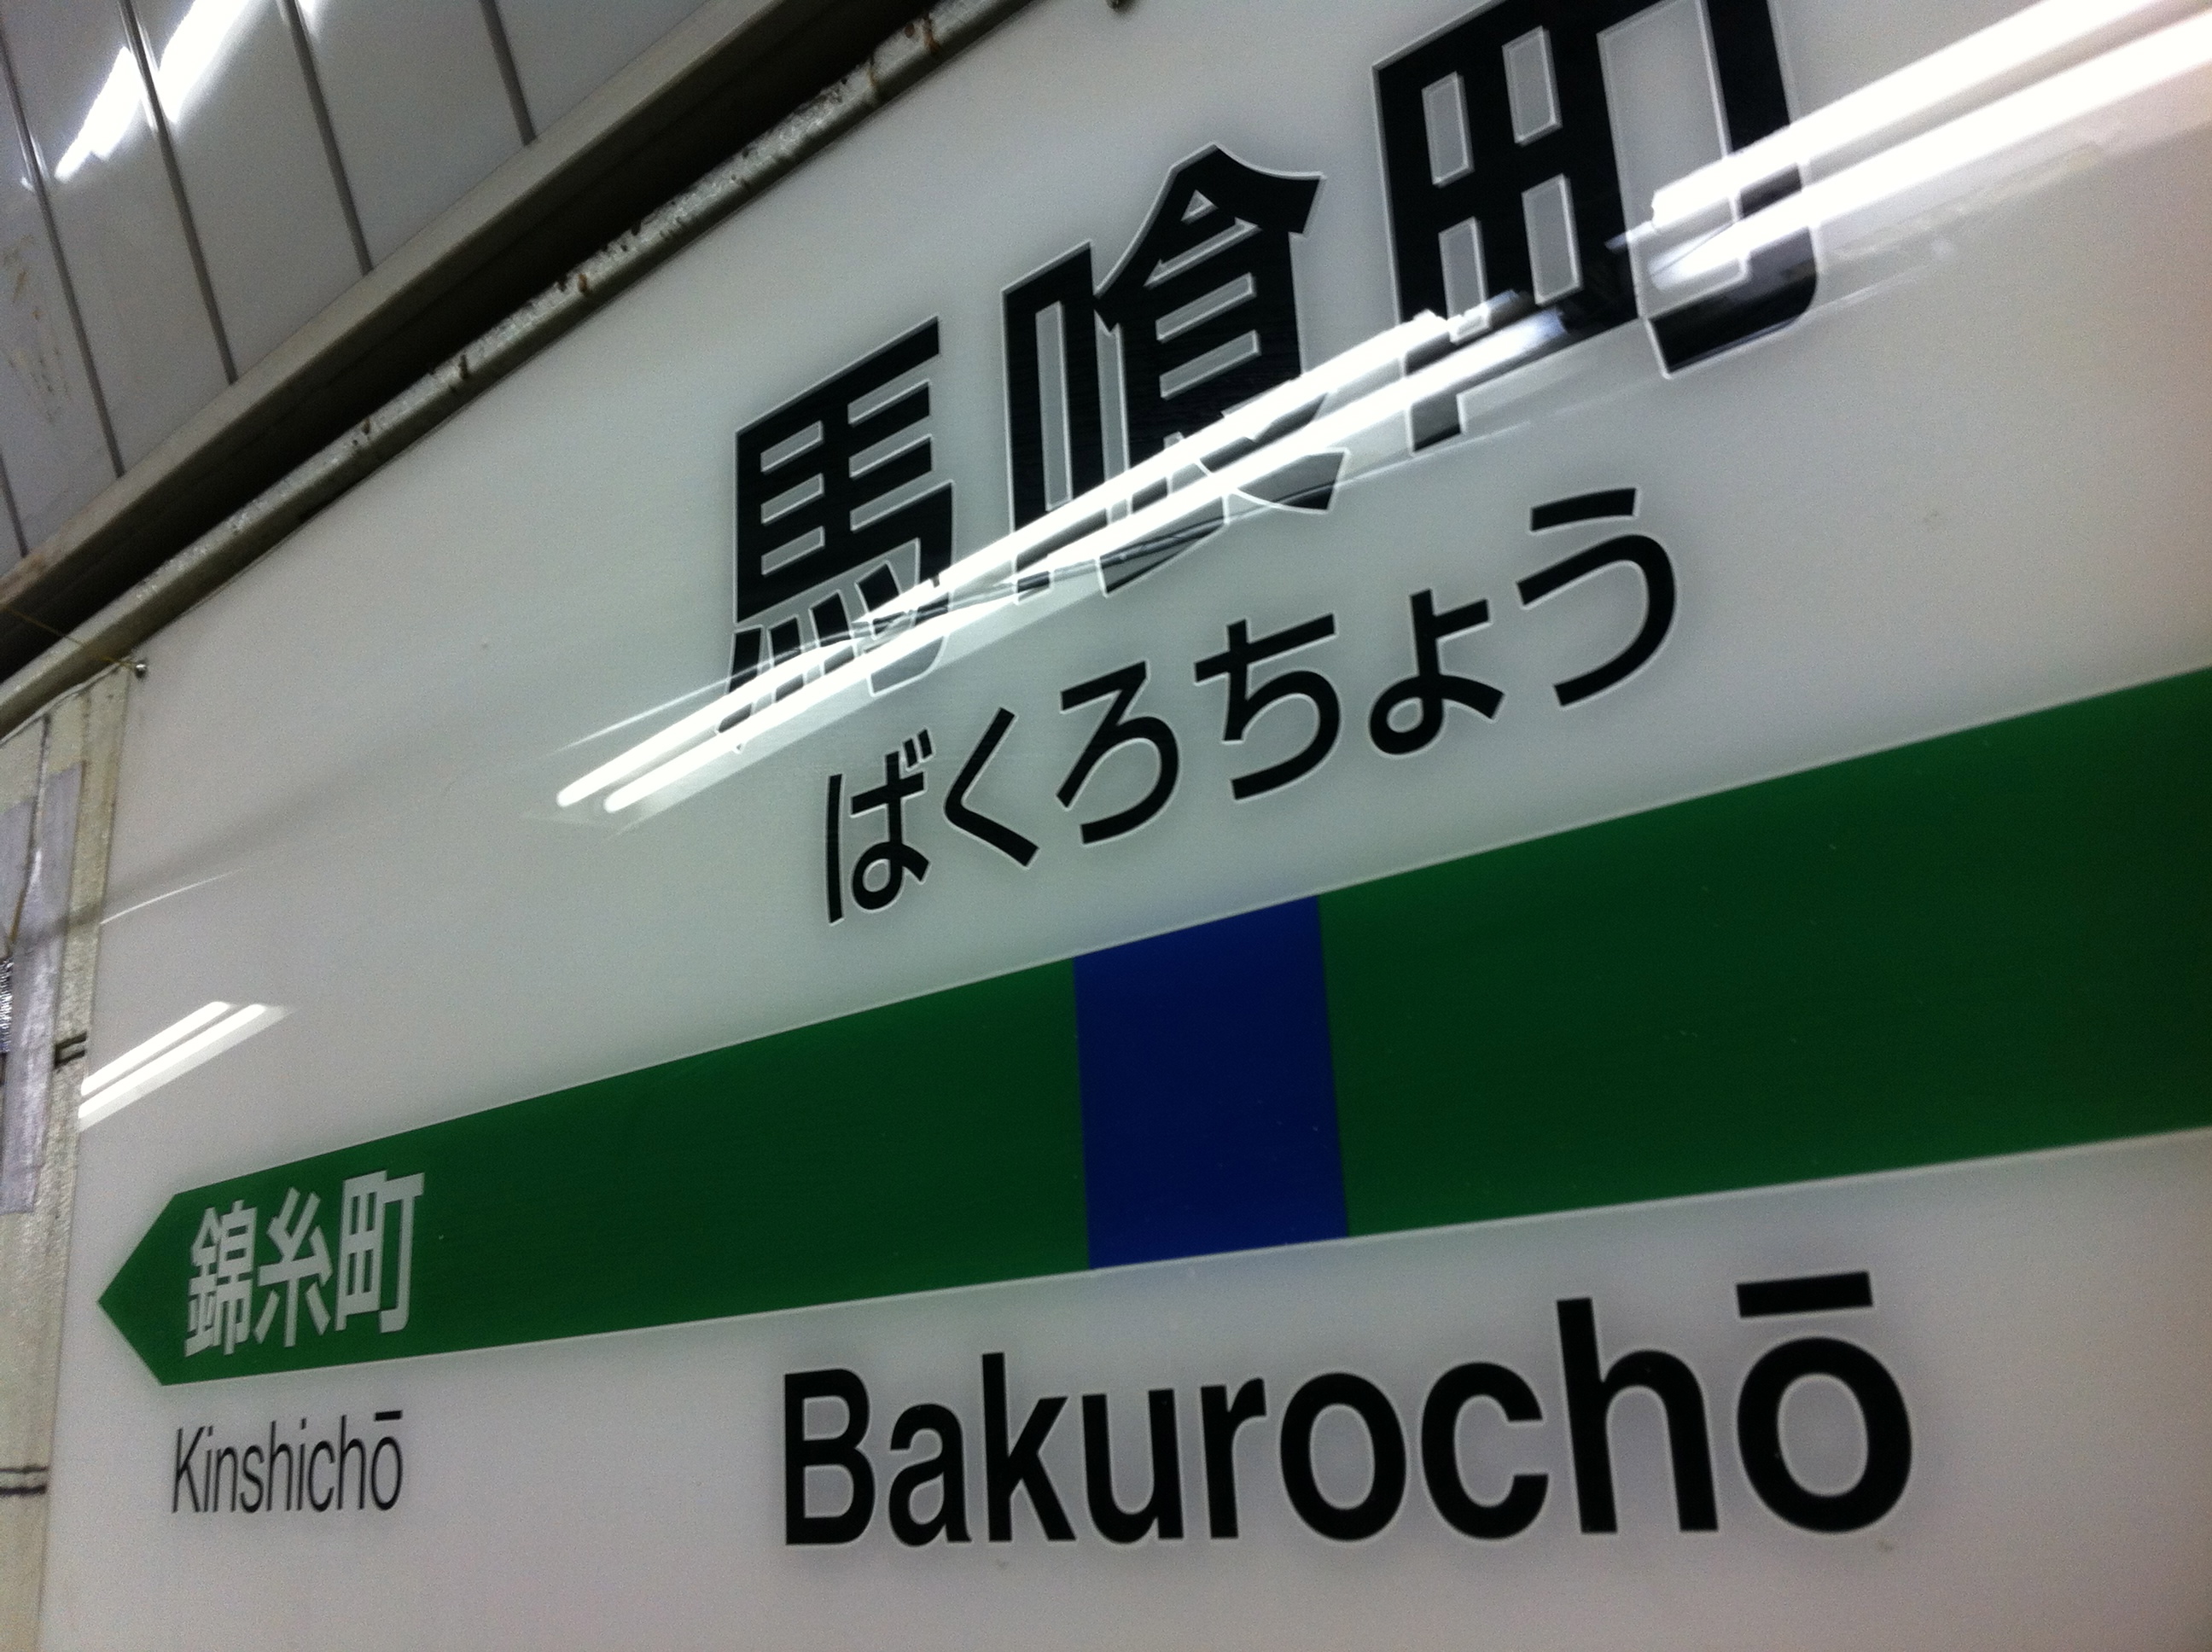 馬喰町
ばくろちょう
錦糸町
Kinshichō
Bakurochō